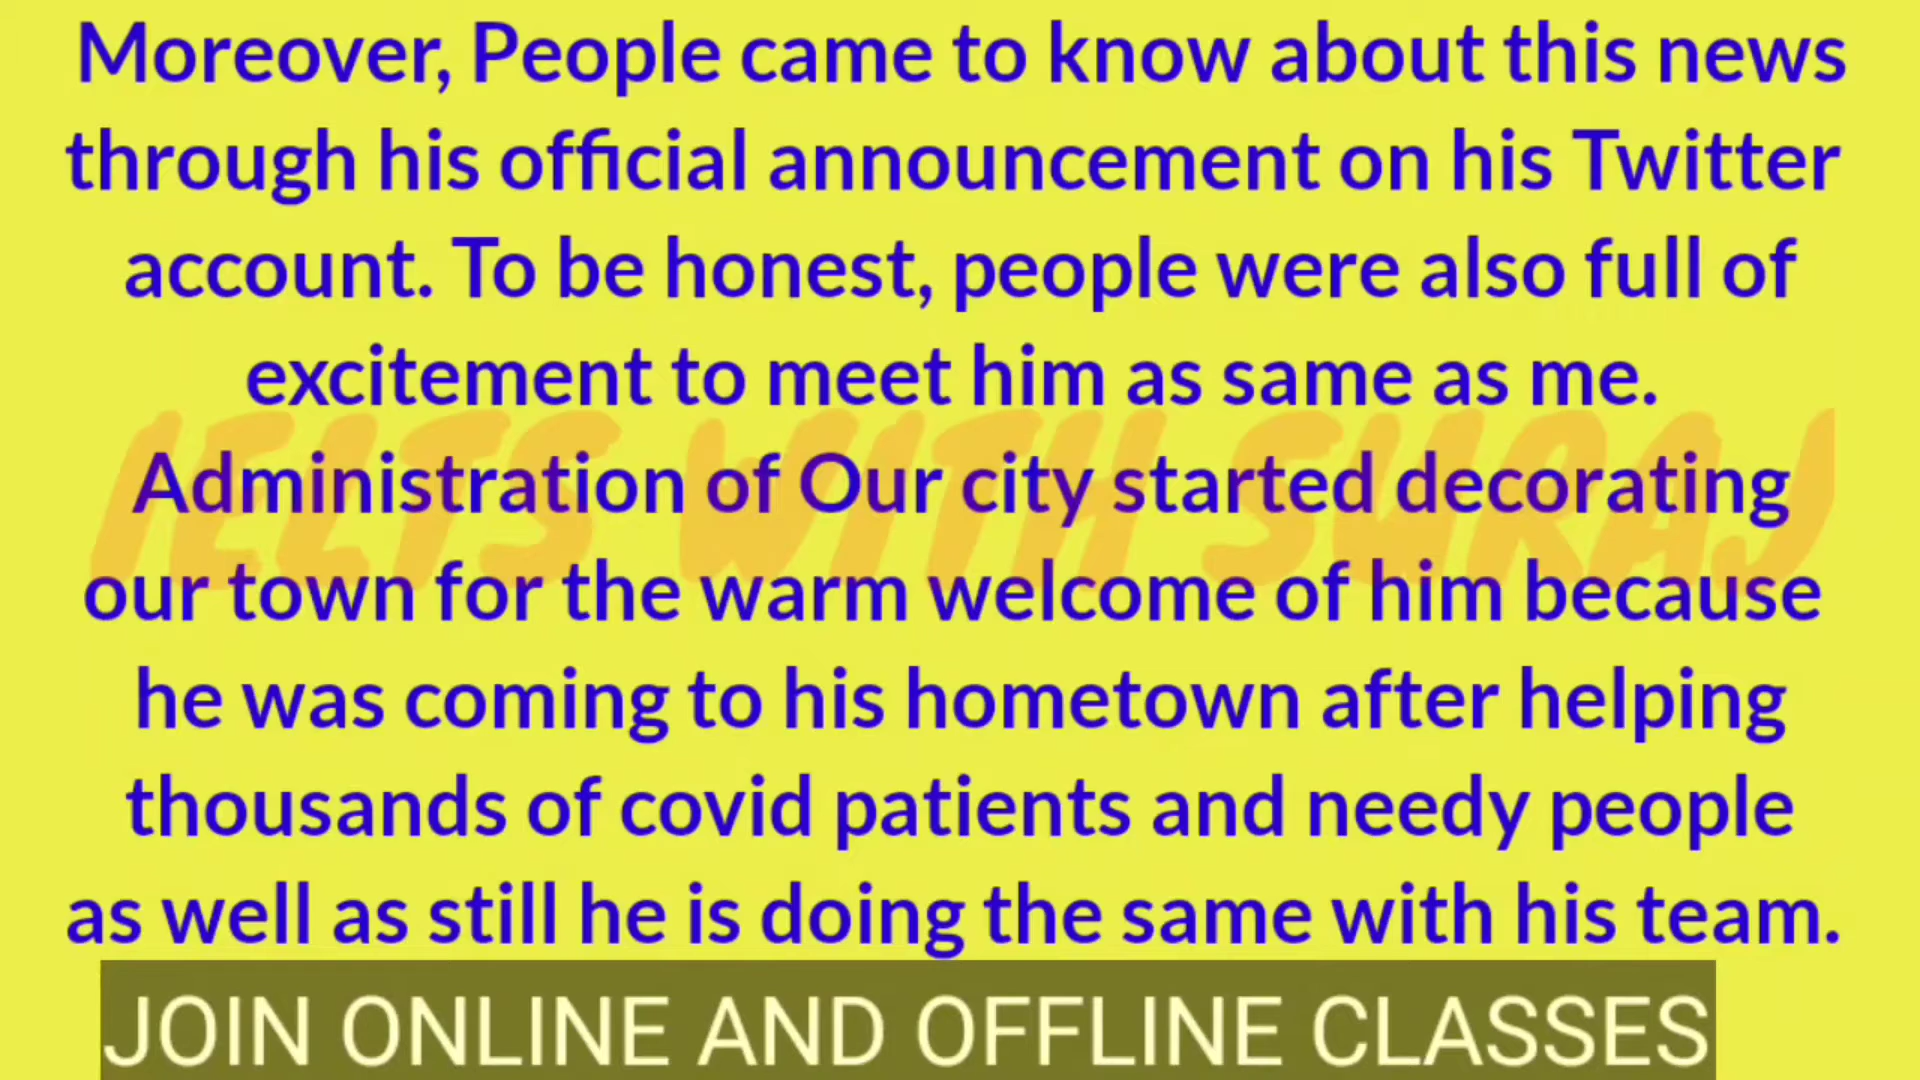 Moreover, People came to know about this news
through his official announcement on his Twitter
account. To be honest, people were also full of
excitement to meet him as same as me.
IELTS WITH SURAJ
Administration of Our city started decorating
our town for the warm welcome of him because
he was coming to his hometown after helping
thousands of covid patients and needy people
as well as still he is doing the same with his team.
JOIN ONLINE AND OFFLINE CLASSES